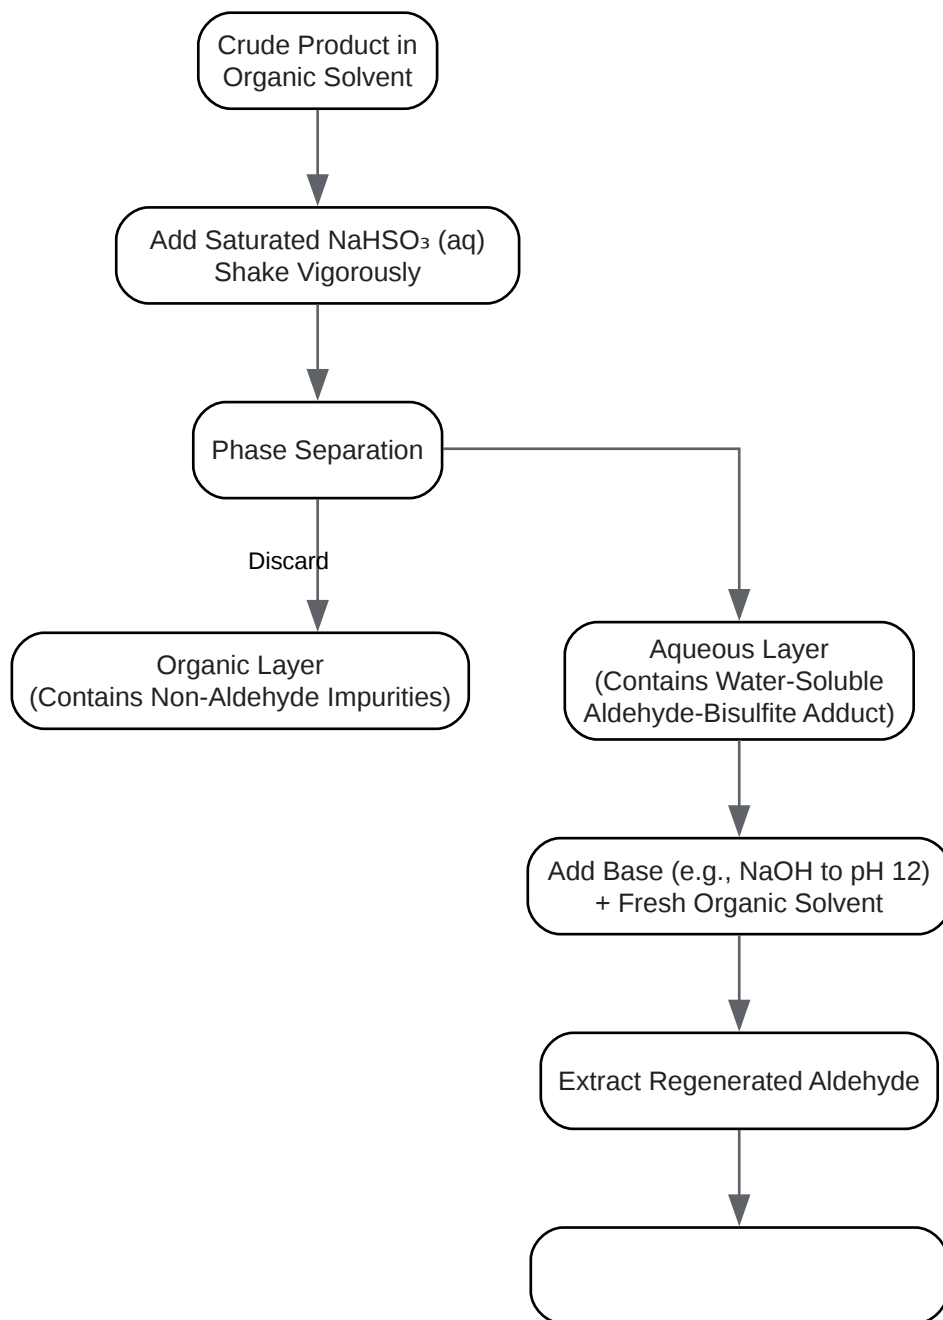 Crude Product in
Organic Solvent
Add Saturated NaHSO₃ (aq)
Shake Vigorously
Phase Separation
Discard
Organic Layer
(Contains Non-Aldehyde Impurities)
Aqueous Layer
(Contains Water-Soluble
Aldehyde-Bisulfite Adduct)
Add Base (e.g., NaOH to pH 12)
+ Fresh Organic Solvent
Extract Regenerated Aldehyde